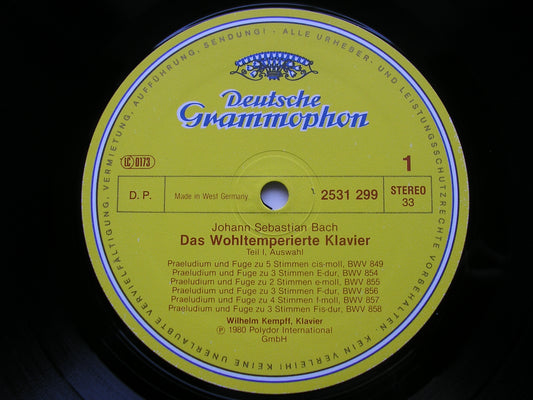 VERMIETUNG, AUFFÜHRUNG, SENDUNG! - ALLE URHEBER- UND LEISTUNGSSCHUTZRECHTE VORBEHALTEN · KEIN VERLEIH! KEINE UNERLAUBTE VERVIELFÄLTIGUNG,
Deutsche
Grammophon
LC 0173
1
D. P.
Made in West Germany
2531 299
STEREO
33
Johann Sebastian Bach
Das Wohltemperierte Klavier
Teil I, Auswahl
Praeludium und Fuge zu 5 Stimmen cis-moll, BWV 849
Praeludium und Fuge zu 3 Stimmen E-dur, BWV 854
Praeludium und Fuge zu 2 Stimmen e-moll, BWV 855
Praeludium und Fuge zu 3 Stimmen F-dur, BWV 856
Praeludium und Fuge zu 4 Stimmen f-moll, BWV 857
Praeludium und Fuge zu 3 Stimmen Fis-dur, BWV 858
Wilhelm Kempff, Klavier
℗ 1980 Polydor International
GmbH